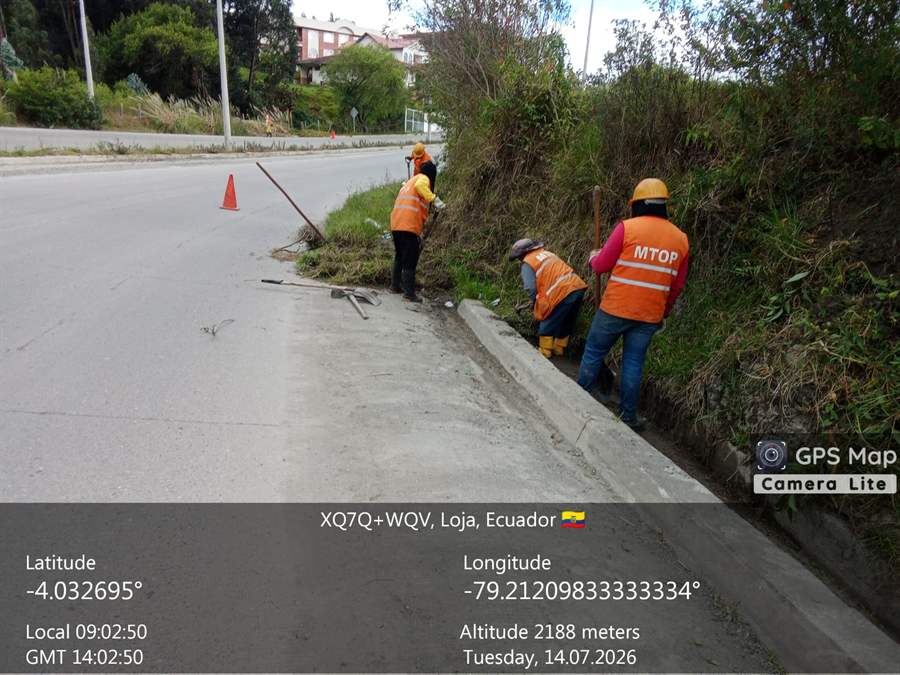 MTOP
GPS Map
Camera Lite
XQ7Q+WQV, Loja, Ecuador
Latitude
-4.032695°
Longitude
-79.21209833333334°
Local 09:02:50
GMT 14:02:50
Altitude 2188 meters
Tuesday, 14.07.2026